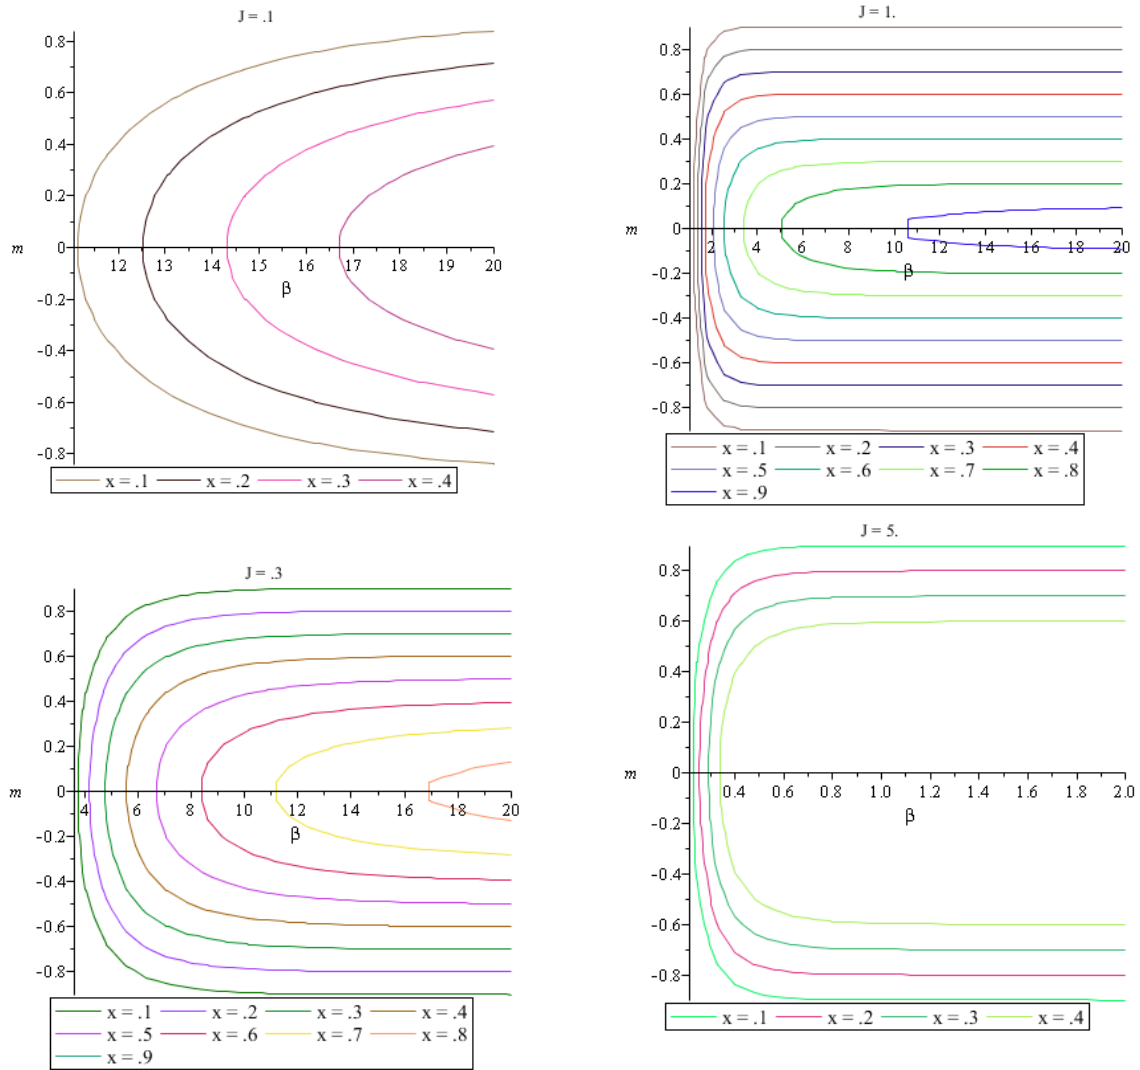 J = .1
0.8
0.6
0.4
0.2
m
0
12 13 14 15 16 17 18 19 20
β
-0.2
-0.4
-0.6
-0.8
x = .1 x = .2 x = .3 x = .4
J = 1.
0.8
0.6
0.4
0.2
m
0
2 4 6 8 10 12 14 16 18 20
β
-0.2
-0.4
-0.6
-0.8
x = .1 x = .2 x = .3 x = .4
x = .5 x = .6 x = .7 x = .8
x = .9
J = .3
0.8
0.6
0.4
0.2
m
0
4 6 8 10 12 14 16 18 20
β
-0.2
-0.4
-0.6
-0.8
x = .1 x = .2 x = .3 x = .4
x = .5 x = .6 x = .7 x = .8
x = .9
J = 5.
0.8
0.6
0.4
0.2
m
0
0.4 0.6 0.8 1.0 1.2 1.4 1.6 1.8 2.0
β
-0.2
-0.4
-0.6
-0.8
x = .1 x = .2 x = .3 x = .4